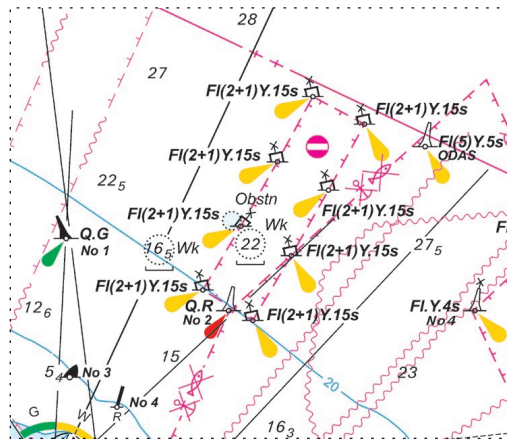 28
27
Fl(2+1)Y.15s
Fl(2+1)Y.15s
Fl(5)Y.5s
ODAS
Fl(2+1)Y.15s
22₅
Obstn
Fl(2+1)Y.15s
Fl(2+1)Y.15s
Wk
Q.G
No 1
16₅ Wk
22
27₅
Fl(2+1)Y.15s
Fl(2+1)Y.15s
12₆
Q.R
No 2
Fl(2+1)Y.15s
Fl.Y.4s
No 4
15
5₄
No 3
20
23
No 4
R
G
W
16₃
Fl